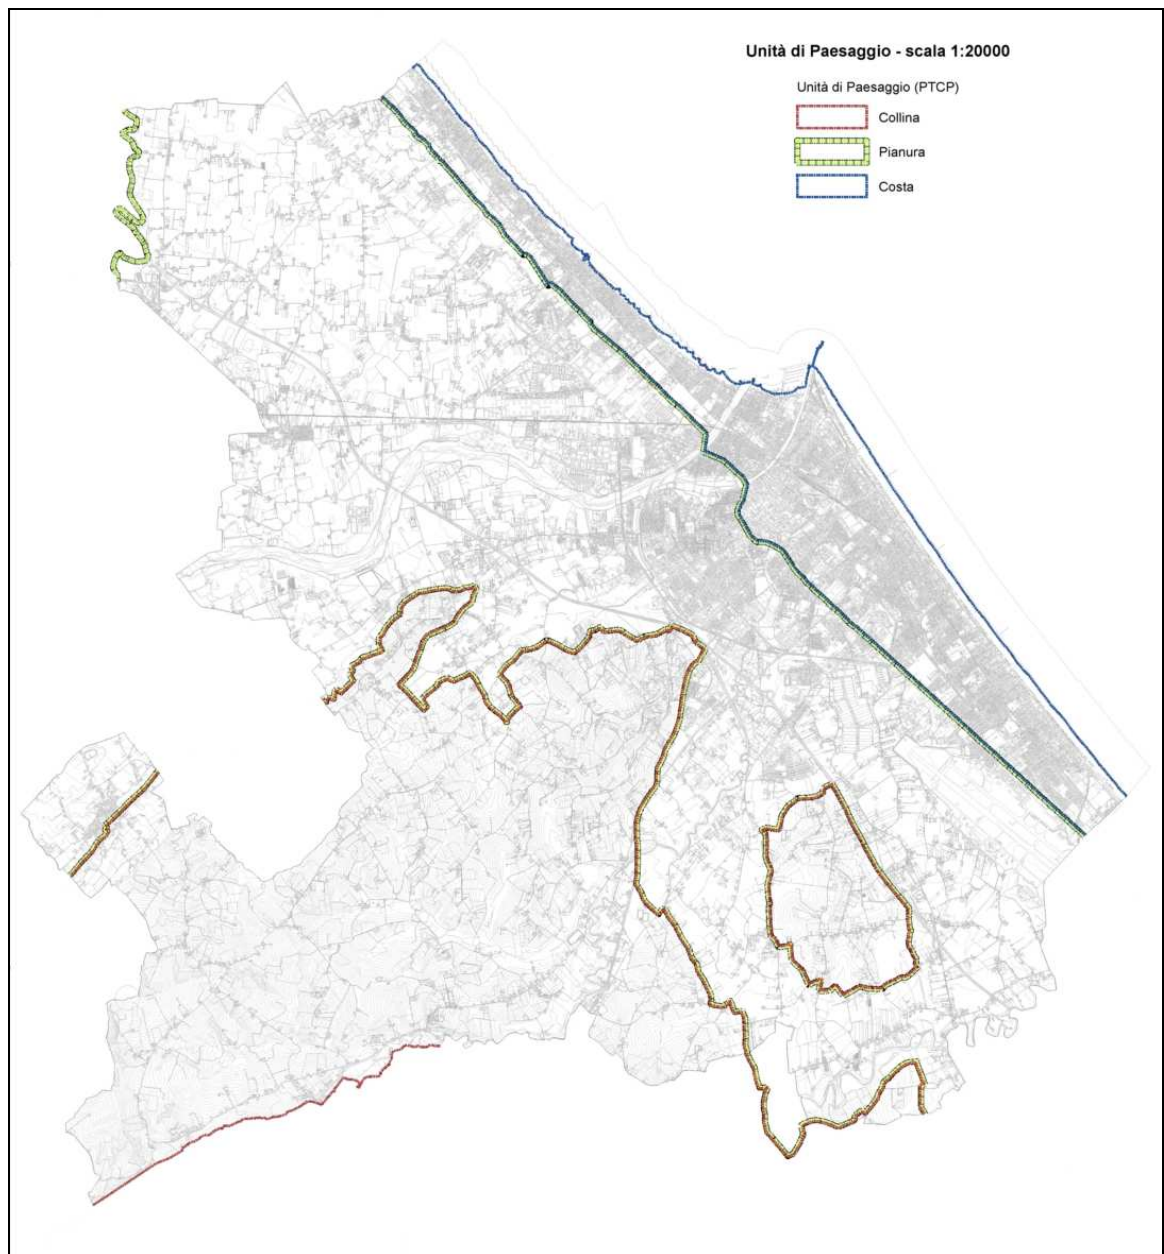 Unità di Paesaggio - scala 1:20000
Unità di Paesaggio (PTCP)
Collina
Pianura
Costa